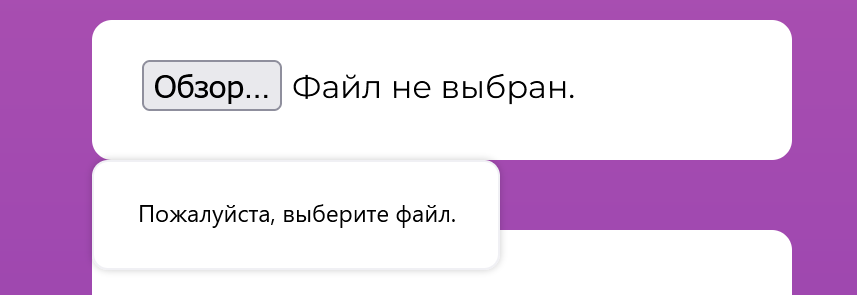 Обзор... Файл не выбран.
Пожалуйста, выберите файл.